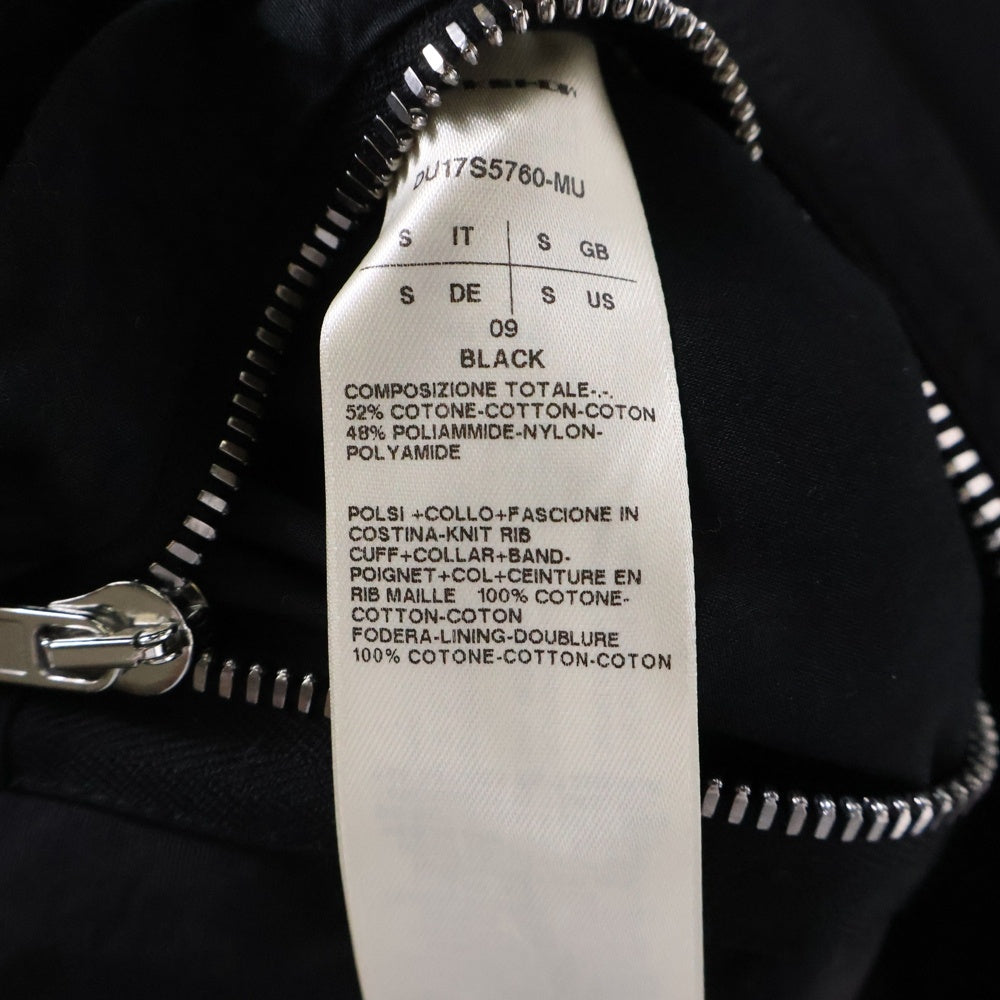 DU17S5760-MU
S IT S GB
S DE S US
09
BLACK
COMPOSIZIONE TOTALE-.-.
52% COTONE-COTTON-COTON
48% POLIAMMIDE-NYLON-
POLYAMIDE
POLSI +COLLO+FASCIONE IN
COSTINA-KNIT RIB
CUFF+COLLAR+BAND-
POIGNET+COL+CEINTURE EN
RIB MAILLE 100% COTONE-
COTTON-COTON
FODERA-LINING-DOUBLURE
100% COTONE-COTTON-COTON